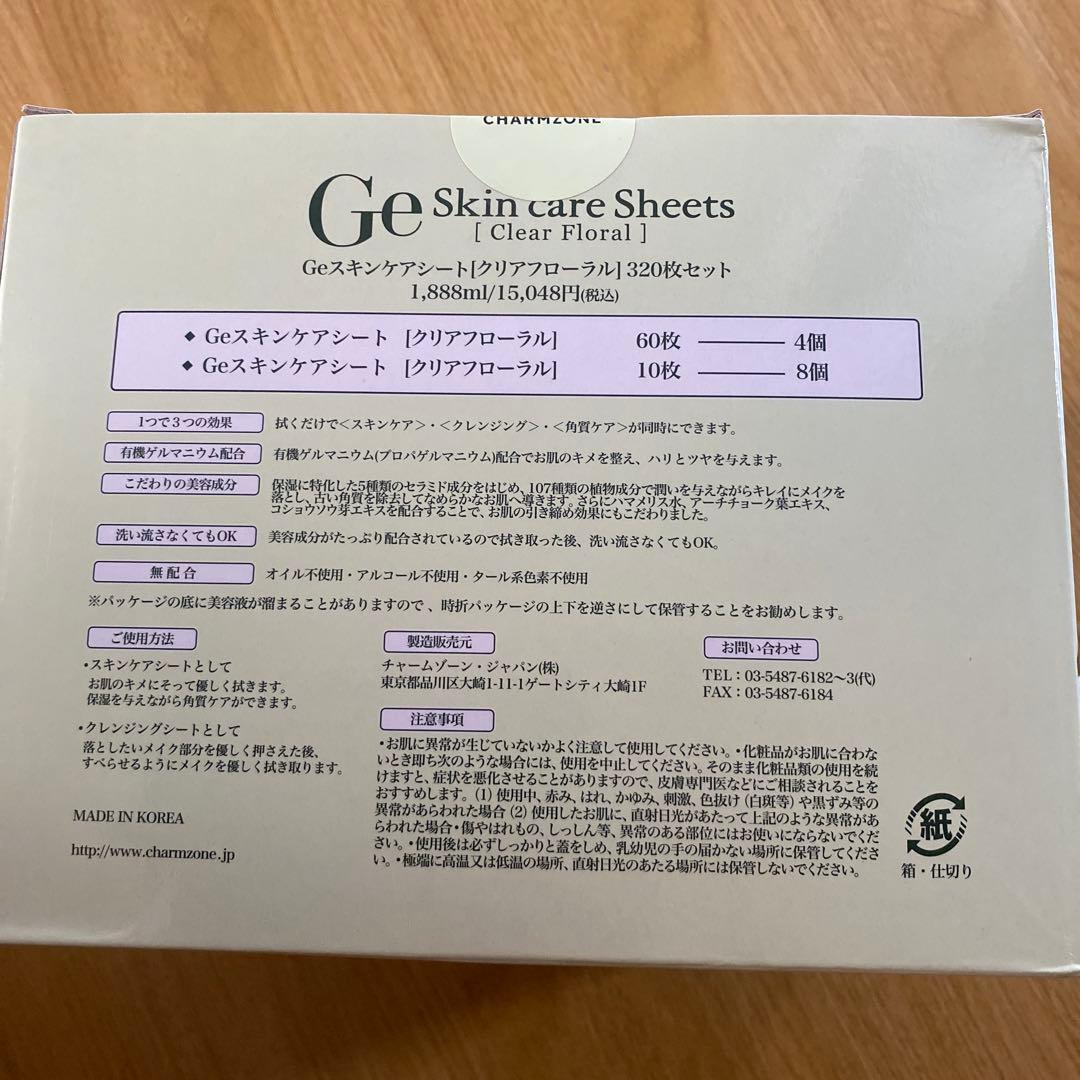 CHARMZONE
Ge Skin care Sheets
[ Clear Floral ]
Geスキンケアシート[クリアフローラル] 320枚セット
1,888ml/15,048円(税込)
◆ Geスキンケアシート [クリアフローラル] 60枚 ——— 4個
◆ Geスキンケアシート [クリアフローラル] 10枚 ——— 8個
1つで3つの効果 拭くだけで<スキンケア>・<クレンジング>・<角質ケア>が同時にできます。
有機ゲルマニウム配合 有機ゲルマニウム(プロパゲルマニウム)配合でお肌のキメを整え、ハリとツヤを与えます。
こだわりの美容成分 保湿に特化した5種類のセラミド成分をはじめ、107種類の植物成分で潤いを与えながらキレイにメイクを
落とし、古い角質を除去してなめらかなお肌へ導きます。さらにハマメリス水、アーチチョーク葉エキス、
コショウソウ芽エキスを配合することで、お肌の引き締め効果にもこだわりました。
洗い流さなくてもOK 美容成分がたっぷり配合されているので拭き取った後、洗い流さなくてもOK。
無配合 オイル不使用・アルコール不使用・タール系色素不使用
※パッケージの底に美容液が溜まることがありますので、時折パッケージの上下を逆さにして保管することをお勧めします。
ご使用方法
・スキンケアシートとして
お肌のキメにそって優しく拭きます。
保湿を与えながら角質ケアができます。
・クレンジングシートとして
落としたいメイク部分を優しく押さえた後、
すべらせるようにメイクを優しく拭き取ります。
MADE IN KOREA
http://www.charmzone.jp
製造販売元
チャームゾーン・ジャパン(株)
東京都品川区大崎1-11-1ゲートシティ大崎1F
お問い合わせ
TEL：03-5487-6182〜3(代)
FAX：03-5487-6184
注意事項
・お肌に異常が生じていないかよく注意して使用してください。・化粧品がお肌に合わな
いとき即ち次のような場合には、使用を中止してください。そのまま化粧品類の使用を続
けますと、症状を悪化させることがありますので、皮膚専門医などにご相談されることを
おすすめします。(1) 使用中、赤み、はれ、かゆみ、刺激、色抜け(白斑等)や黒ずみ等の
異常があらわれた場合 (2) 使用したお肌に、直射日光があたって上記のような異常があ
らわれた場合・傷やはれもの、しっしん等、異常のある部位にはお使いにならないでくだ
さい。・使用後は必ずしっかりと蓋をしめ、乳幼児の手の届かない場所に保管してくださ
い。・極端に高温又は低温の場所、直射日光のあたる場所には保管しないでください。
紙
箱・仕切り